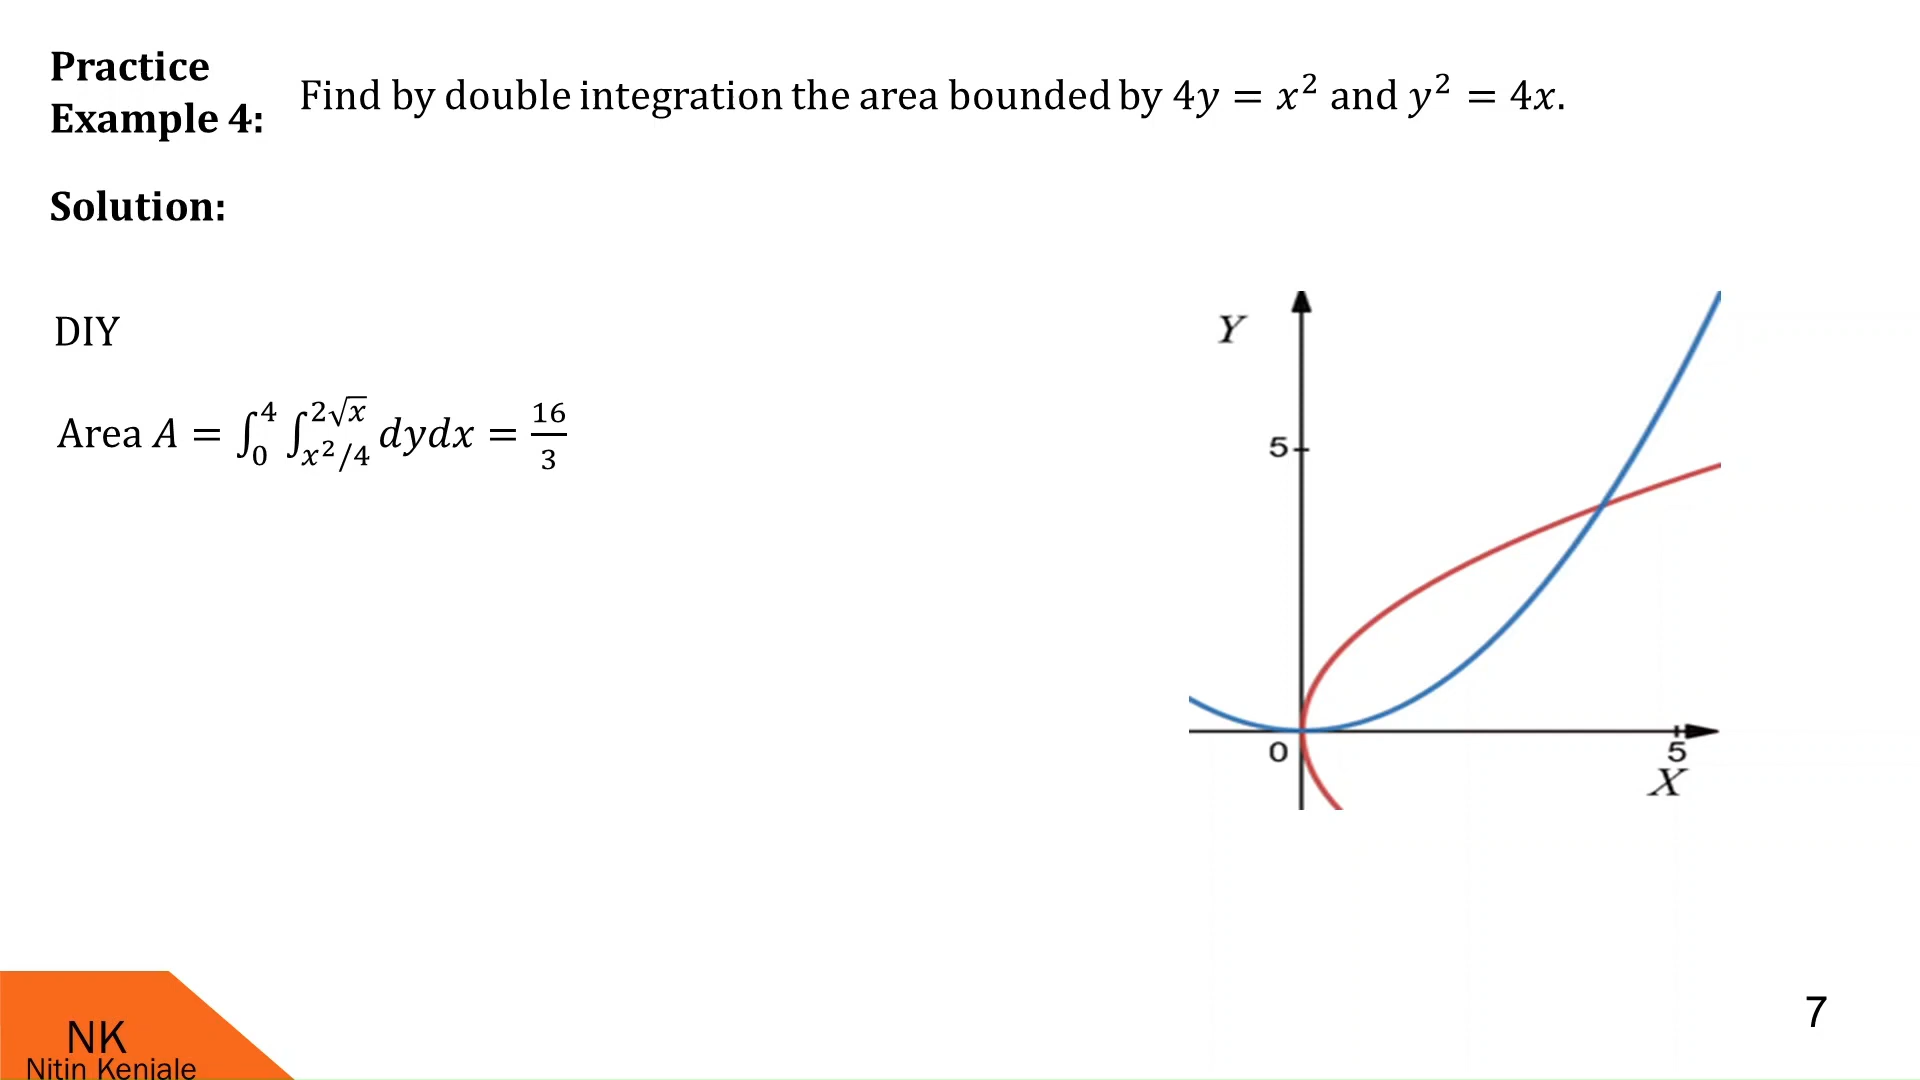 Practice
Example 4: Find by double integration the area bounded by 4𝑦 = 𝑥² and 𝑦² = 4𝑥.
Solution:
DIY
Area 𝐴 = ∫₀⁴ ∫_{𝑥²/4}^{2√𝑥} 𝑑𝑦𝑑𝑥 = 16/3
Y
5
0
5
X
7
NK
Nitin Keniale